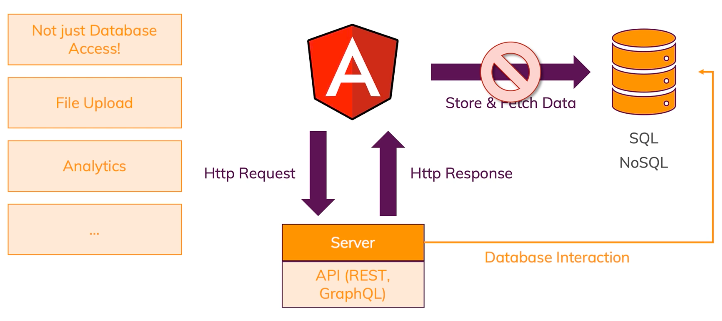 Not just Database
Access!
File Upload
Analytics
...
A
Store & Fetch Data
SQL
NoSQL
Http Request
Http Response
Server
API (REST,
GraphQL)
Database Interaction